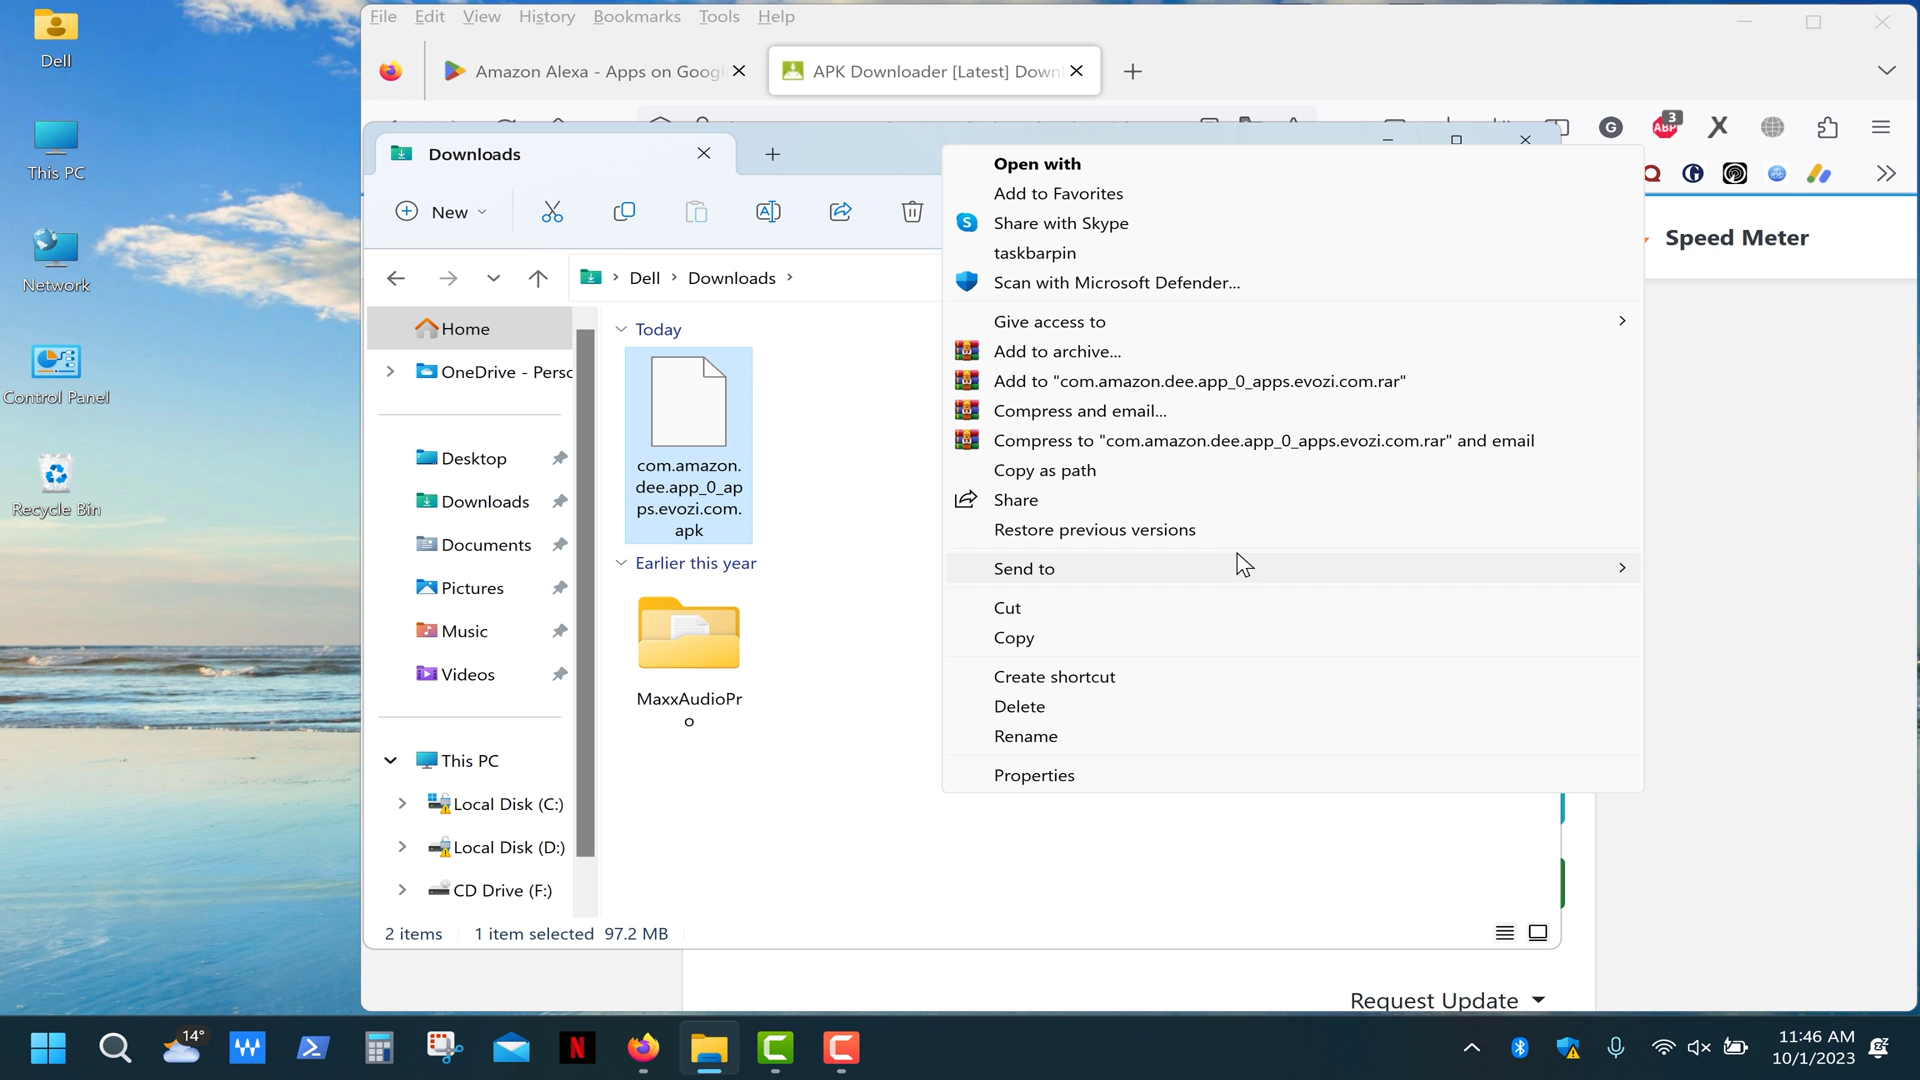 File Edit View History Bookmarks Tools Help
Amazon Alexa - Apps on Googl
APK Downloader [Latest] Down
G
ABP
3
X
Downloads
New
Dell
Downloads
Home
OneDrive - Persc
Desktop
Downloads
Documents
Pictures
Music
Videos
This PC
Local Disk (C:)
Local Disk (D:)
CD Drive (F:)
Today
com.amazon.
dee.app_0_ap
ps.evozi.com.
apk
Earlier this year
MaxxAudioPr
o
2 items
1 item selected 97.2 MB
Open with
Add to Favorites
Share with Skype
taskbarpin
Scan with Microsoft Defender...
Give access to
Add to archive...
Add to "com.amazon.dee.app_0_apps.evozi.com.rar"
Compress and email...
Compress to "com.amazon.dee.app_0_apps.evozi.com.rar" and email
Copy as path
Share
Restore previous versions
Send to
Cut
Copy
Create shortcut
Delete
Rename
Properties
Speed Meter
Request Update
Dell
This PC
Network
Control Panel
Recycle Bin
14°
11:46 AM
10/1/2023